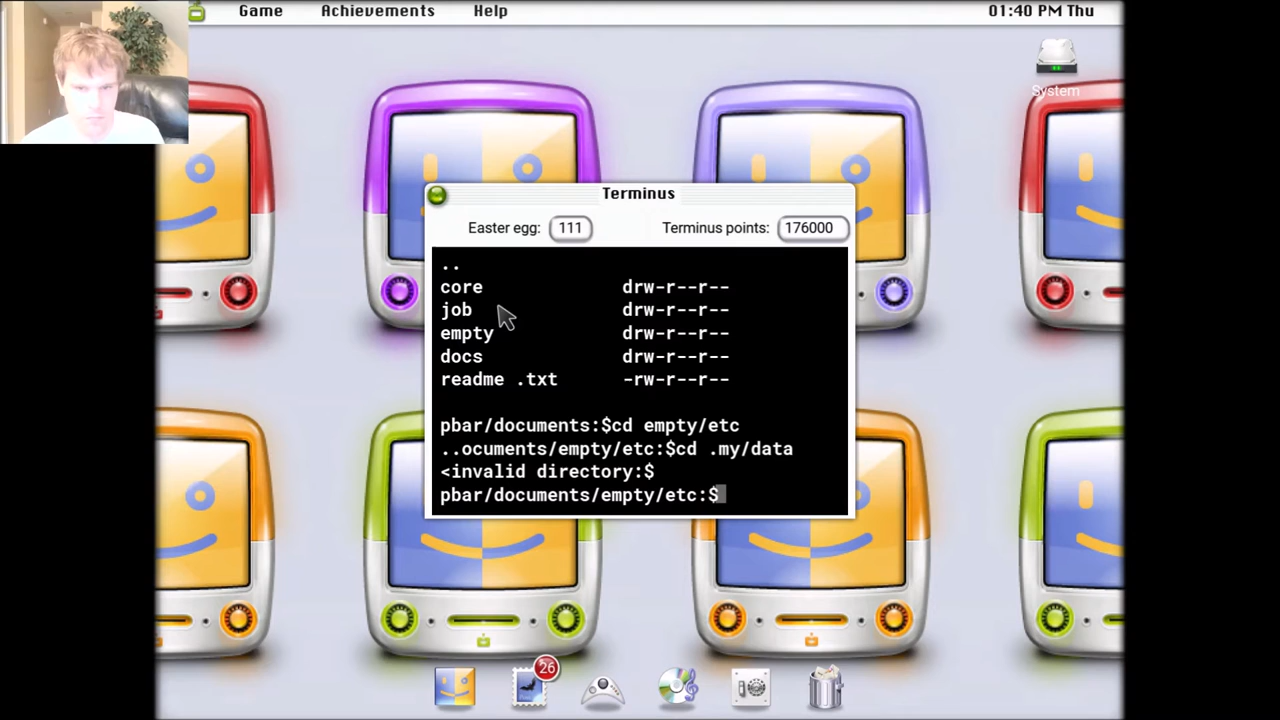 Game Achievements Help 01:40 PM Thu
System
Terminus
Easter egg: 111 Terminus points: 176000
..
core drw-r--r--
job drw-r--r--
empty drw-r--r--
docs drw-r--r--
readme .txt -rw-r--r--
pbar/documents:$cd empty/etc
..ocuments/empty/etc:$cd .my/data
<invalid directory:$
pbar/documents/empty/etc:$
26